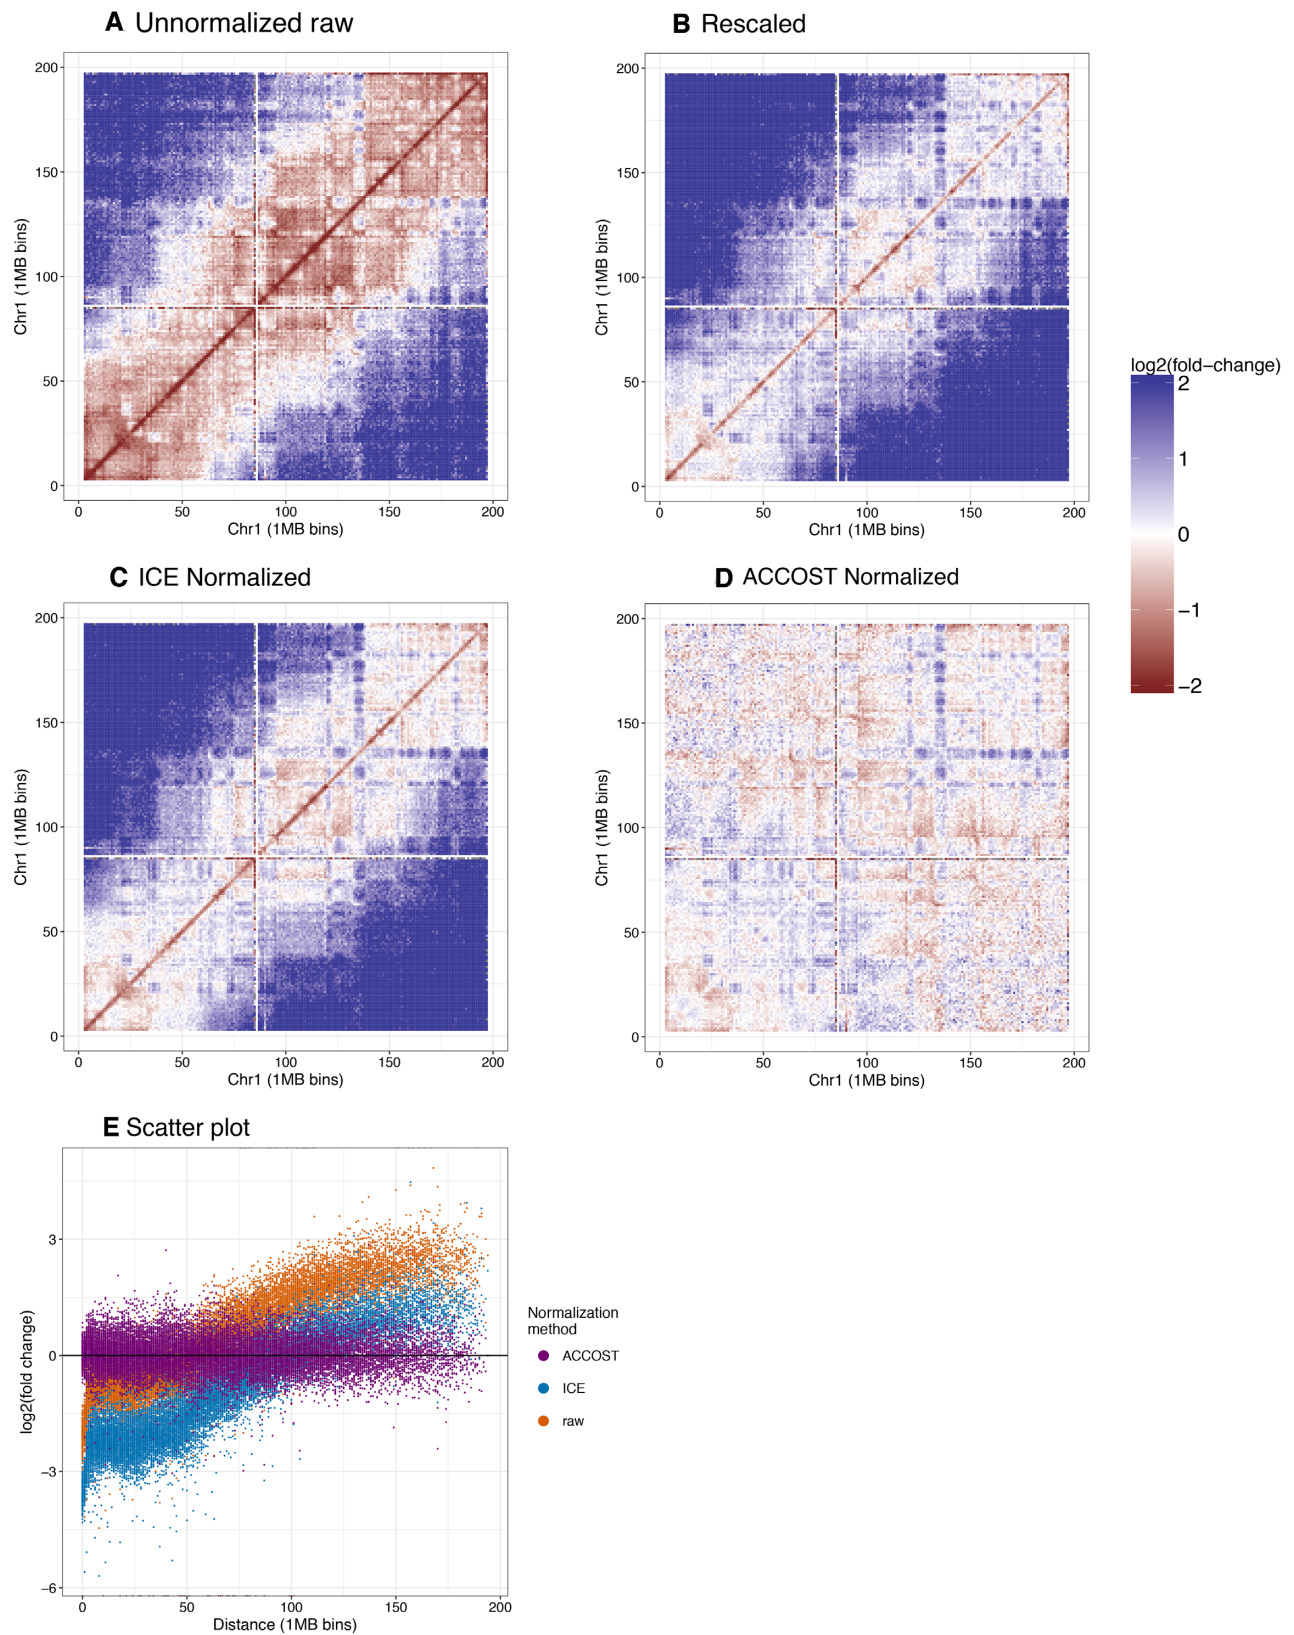 A Unnormalized raw
200
150
100
50
0
Chr1 (1MB bins)
0 50 100 150 200
Chr1 (1MB bins)
B Rescaled
200
150
100
50
0
Chr1 (1MB bins)
0 50 100 150 200
Chr1 (1MB bins)
log2(fold−change)
2
1
0
−1
−2
C ICE Normalized
200
150
100
50
0
Chr1 (1MB bins)
0 50 100 150 200
Chr1 (1MB bins)
D ACCOST Normalized
200
150
100
50
0
Chr1 (1MB bins)
0 50 100 150 200
Chr1 (1MB bins)
E Scatter plot
3
0
−3
−6
log2(fold change)
0 50 100 150 200
Distance (1MB bins)
Normalization
method
ACCOST
ICE
raw